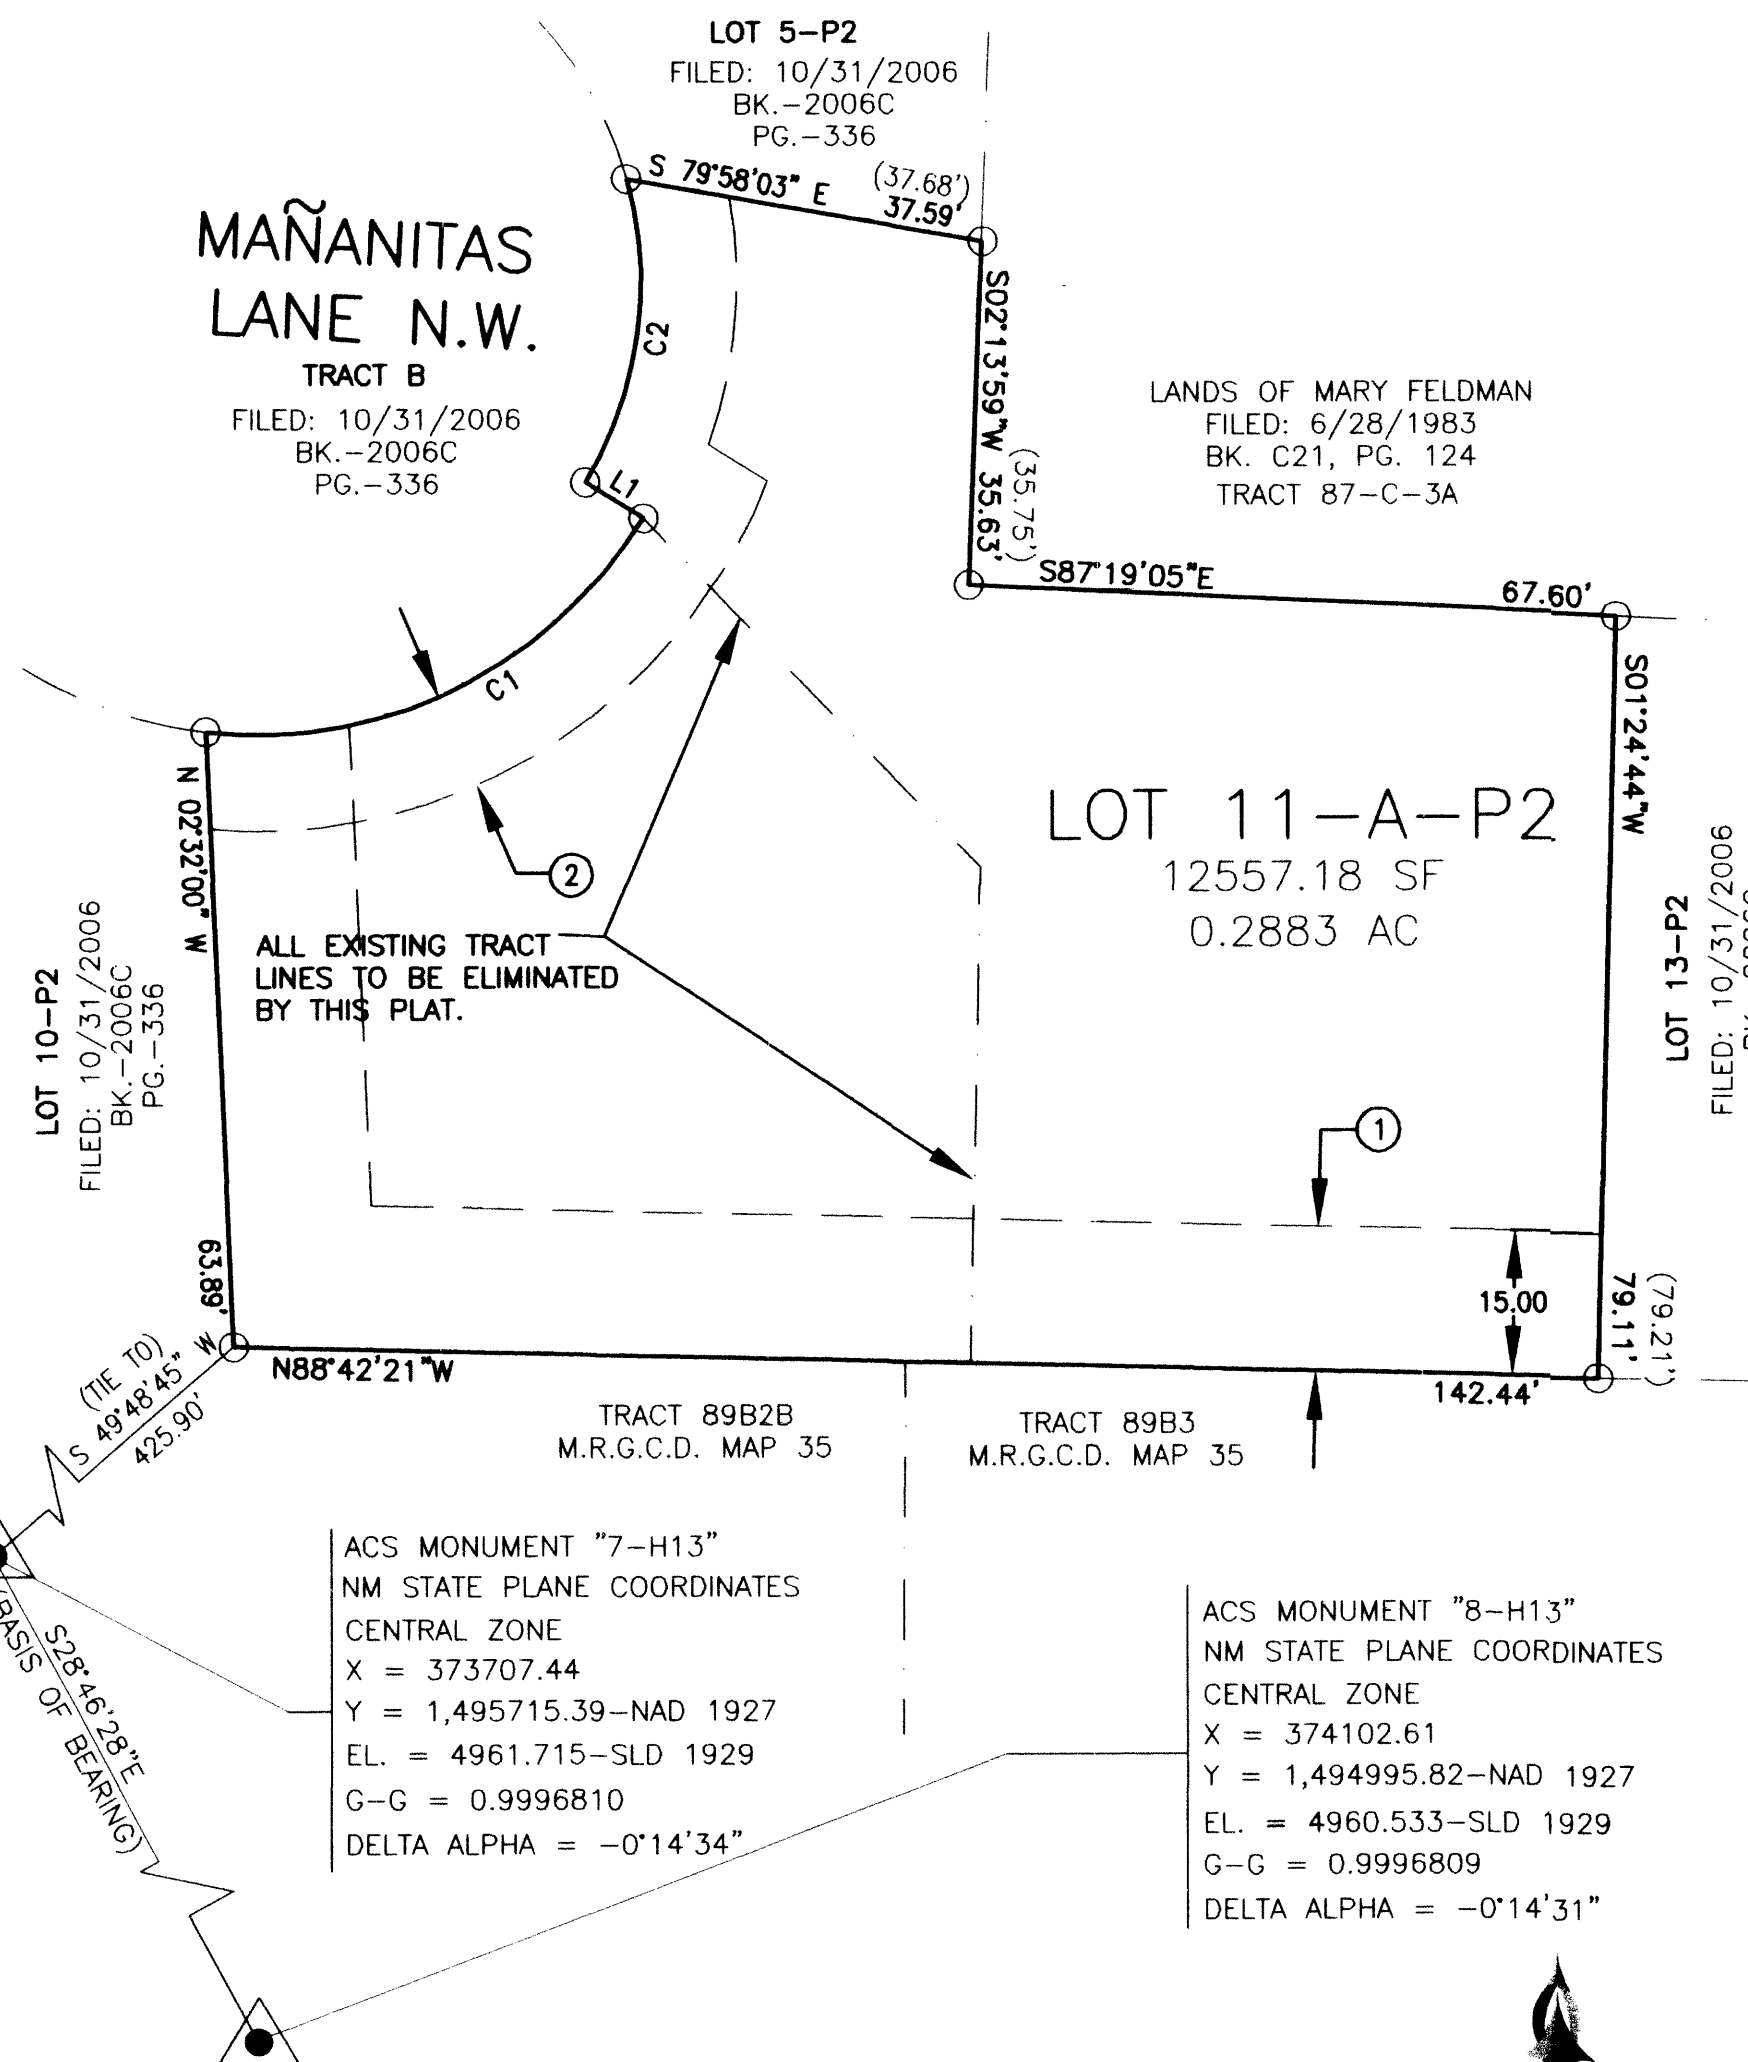 LOT 5-P2
FILED: 10/31/2006
BK.-2006C
PG.-336
S 79°58'03" E
(37.68')
37.59'
MAÑANITAS
LANE N.W.
TRACT B
FILED: 10/31/2006
BK.-2006C
PG.-336
C2
L1
C1
S02°13'59"W 35.63'
(35.75')
LANDS OF MARY FELDMAN
FILED: 6/28/1983
BK. C21, PG. 124
TRACT 87-C-3A
S87°19'05"E
67.60'
S01°24'44"W
79.11'
(79.21')
LOT 11-A-P2
12557.18 SF
0.2883 AC
LOT 13-P2
FILED: 10/31/2006
N 02°32'00" W
63.89'
LOT 10-P2
FILED: 10/31/2006
BK.-2006C
PG.-336
2
ALL EXISTING TRACT
LINES TO BE ELIMINATED
BY THIS PLAT.
1
15.00
N88°42'21"W
142.44'
(TIE TO)
S 49°48'45" W
425.90'
TRACT 89B2B
M.R.G.C.D. MAP 35
TRACT 89B3
M.R.G.C.D. MAP 35
S28°46'28"E
(BASIS OF BEARING)
ACS MONUMENT "7-H13"
NM STATE PLANE COORDINATES
CENTRAL ZONE
X = 373707.44
Y = 1,495715.39-NAD 1927
EL. = 4961.715-SLD 1929
G-G = 0.9996810
DELTA ALPHA = -0°14'34"
ACS MONUMENT "8-H13"
NM STATE PLANE COORDINATES
CENTRAL ZONE
X = 374102.61
Y = 1,494995.82-NAD 1927
EL. = 4960.533-SLD 1929
G-G = 0.9996809
DELTA ALPHA = -0°14'31"